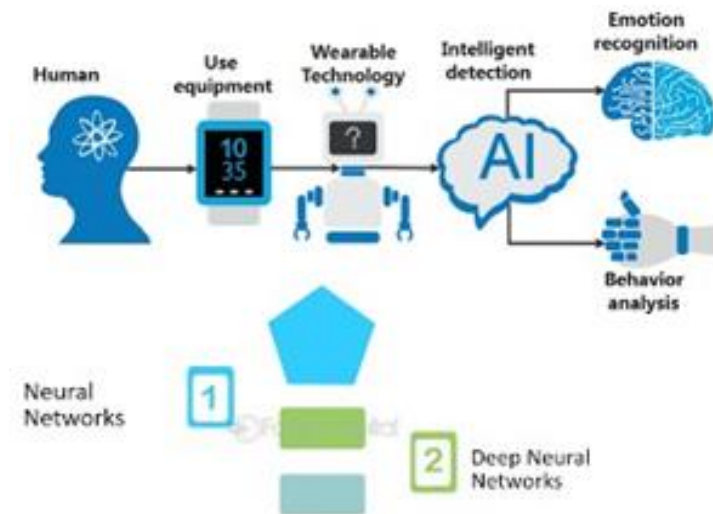 Emotion
recognition
Human
Use
equipment
Wearable
Technology
Intelligent
detection
?
10
35
AI
Behavior
analysis
Neural
Networks
1
2
Deep Neural
Networks